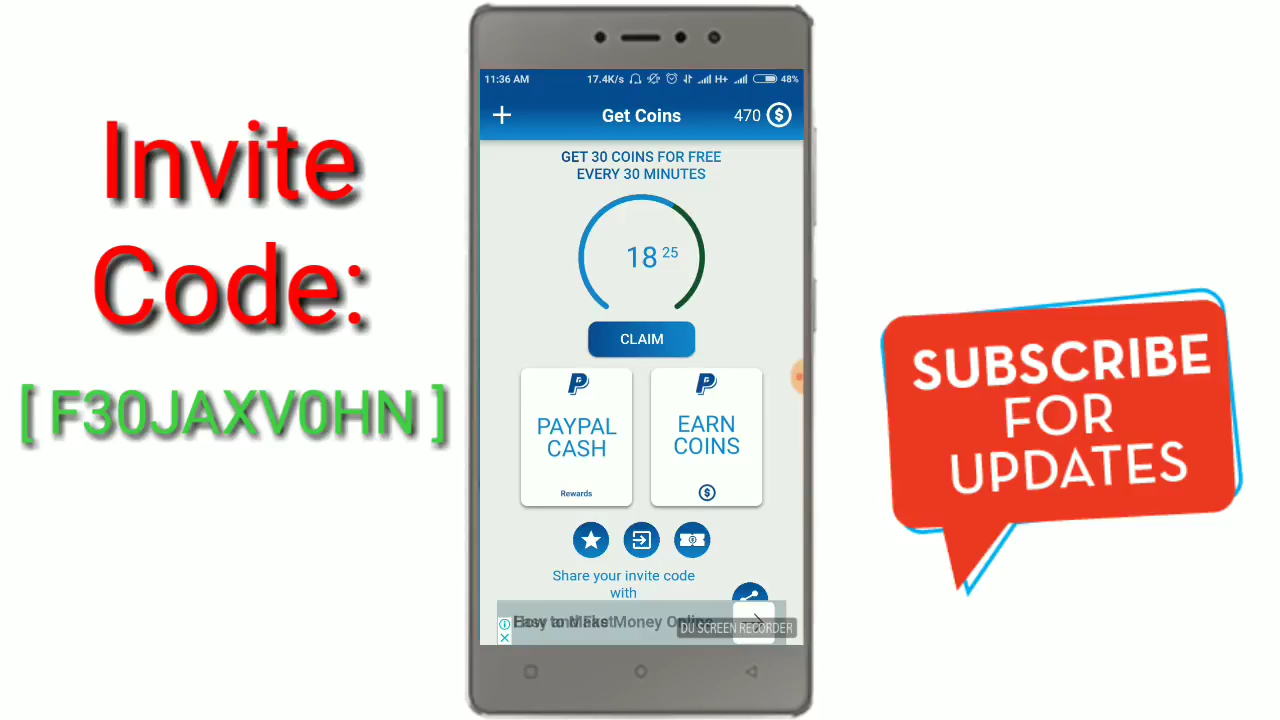 Invite
Code:
[ F30JAXV0HN ]
11:36 AM 17.4K/s H+ 48%
Get Coins 470
GET 30 COINS FOR FREE
EVERY 30 MINUTES
18 25
CLAIM
PAYPAL
CASH
Rewards
EARN
COINS
Share your invite code
with
Money Online
DU SCREEN RECORDER
SUBSCRIBE
FOR
UPDATES